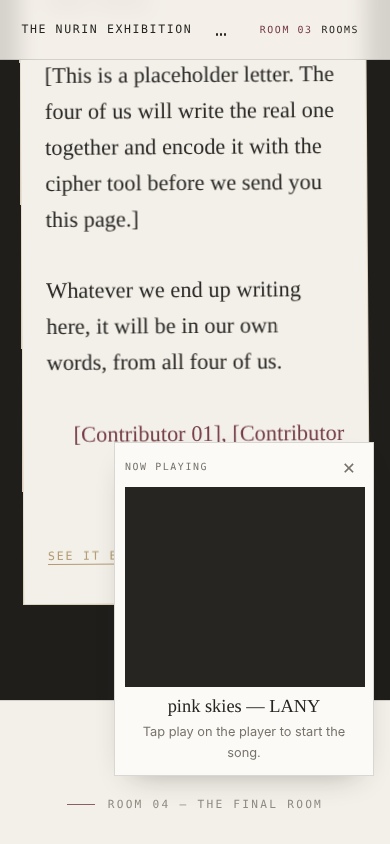 THE NURIN EXHIBITION … ROOM 03 ROOMS
[This is a placeholder letter. The
four of us will write the real one
together and encode it with the
cipher tool before we send you
this page.]
Whatever we end up writing
here, it will be in our own
words, from all four of us.
[Contributor 01], [Contributor
NOW PLAYING ×
SEE IT
pink skies — LANY
Tap play on the player to start the
song.
ROOM 04 — THE FINAL ROOM